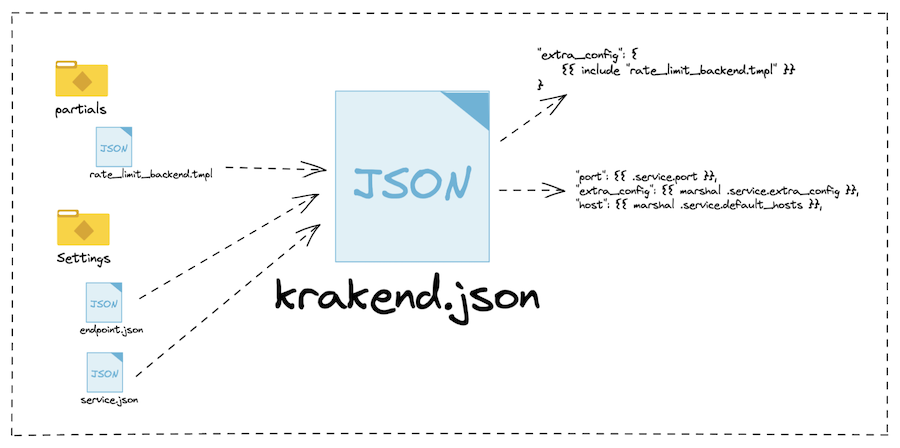 partials
JSON
rate_limit_backend.tmpl
Settings
JSON
endpoint.json
JSON
service.json
JSON
krakend.json
"extra_config": {
{{ include "rate_limit_backend.tmpl" }}
}
"port": {{ .service.port }},
"extra_config": {{ marshal .service.extra_config }},
"host": {{ marshal .service.default_hosts }},